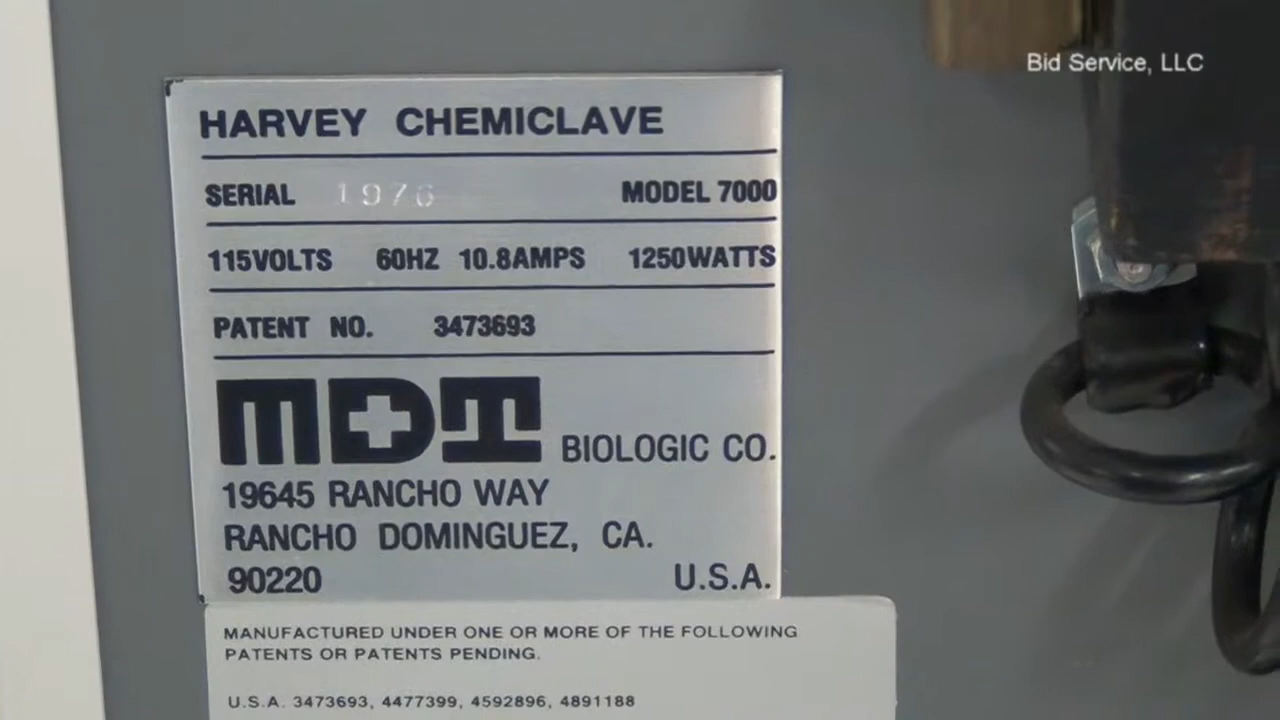 Bid Service, LLC
HARVEY CHEMICLAVE
SERIAL 1976 MODEL 7000
115VOLTS 60HZ 10.8AMPS 1250WATTS
PATENT NO. 3473693
MDT BIOLOGIC CO.
19645 RANCHO WAY
RANCHO DOMINGUEZ, CA.
90220 U.S.A.
MANUFACTURED UNDER ONE OR MORE OF THE FOLLOWING
PATENTS OR PATENTS PENDING.
U.S.A. 3473693, 4477399, 4592896, 4891188